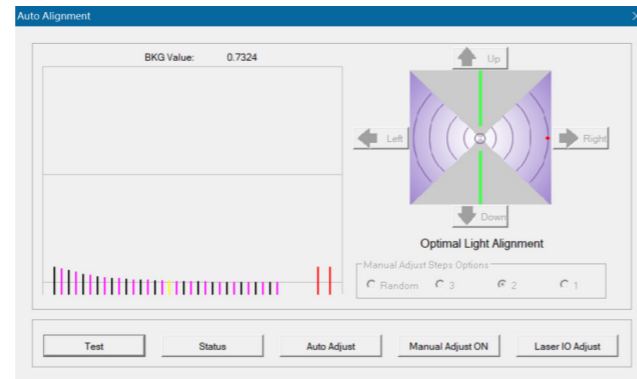 Auto Alignment
BKG Value: 0.7324
Up
Left
Right
Down
Optimal Light Alignment
Manual Adjust Steps Options
Random 3 2 1
Test Status Auto Adjust Manual Adjust ON Laser IO Adjust